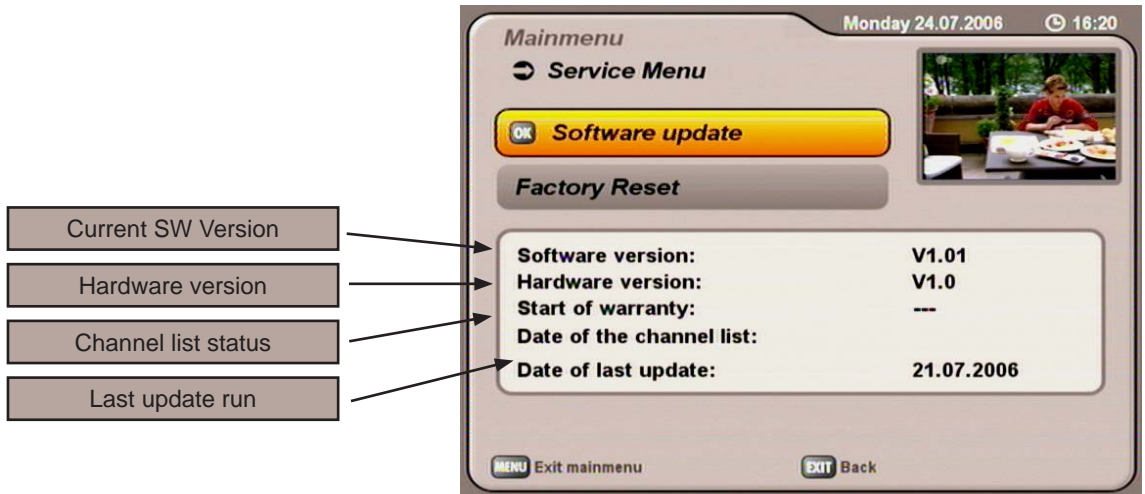 Monday 24.07.2006 16:20
Mainmenu
Service Menu
OK Software update
Factory Reset
Current SW Version
Hardware version
Channel list status
Last update run
Software version: V1.01
Hardware version: V1.0
Start of warranty: ---
Date of the channel list:
Date of last update: 21.07.2006
MENU Exit mainmenu EXIT Back